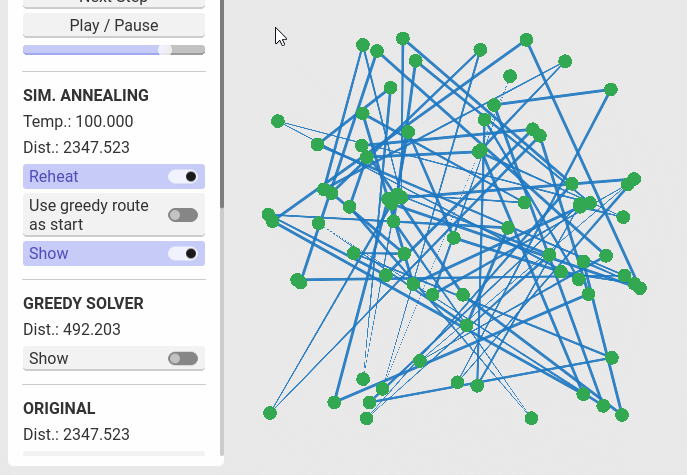 Next Step
Play / Pause
SIM. ANNEALING
Temp.: 100.000
Dist.: 2347.523
Reheat
Use greedy route
as start
Show
GREEDY SOLVER
Dist.: 492.203
Show
ORIGINAL
Dist.: 2347.523